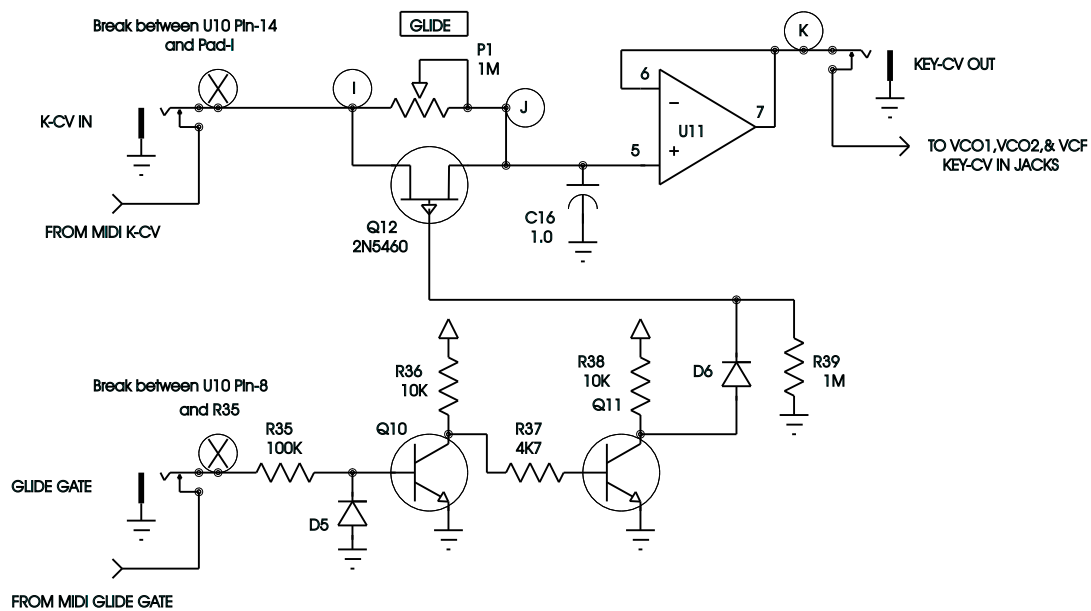 Break between U10 Pin-14
and Pad-I
GLIDE
P1
1M
K
KEY-CV OUT
I
J
K-CV IN
6
−
7
U11
5
+
TO VCO1,VCO2,& VCF
KEY-CV IN JACKS
FROM MIDI K-CV
Q12
2N5460
C16
1.0
R36
10K
R38
10K
Q11
D6
R39
1M
Break between U10 Pin-8
and R35
R35
100K
Q10
R37
4K7
GLIDE GATE
D5
FROM MIDI GLIDE GATE